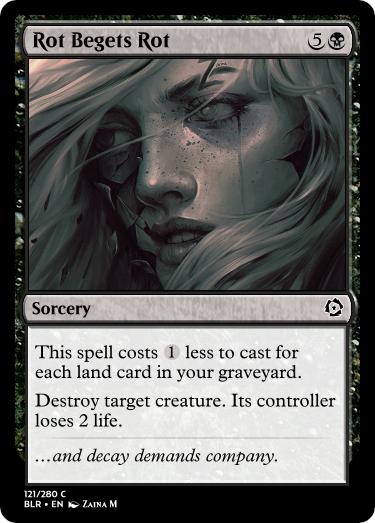 Rot Begets Rot 5
Sorcery
This spell costs 1 less to cast for
each land card in your graveyard.
Destroy target creature. Its controller
loses 2 life.
…and decay demands company.
121/280 C
BLR • EN Zaina M